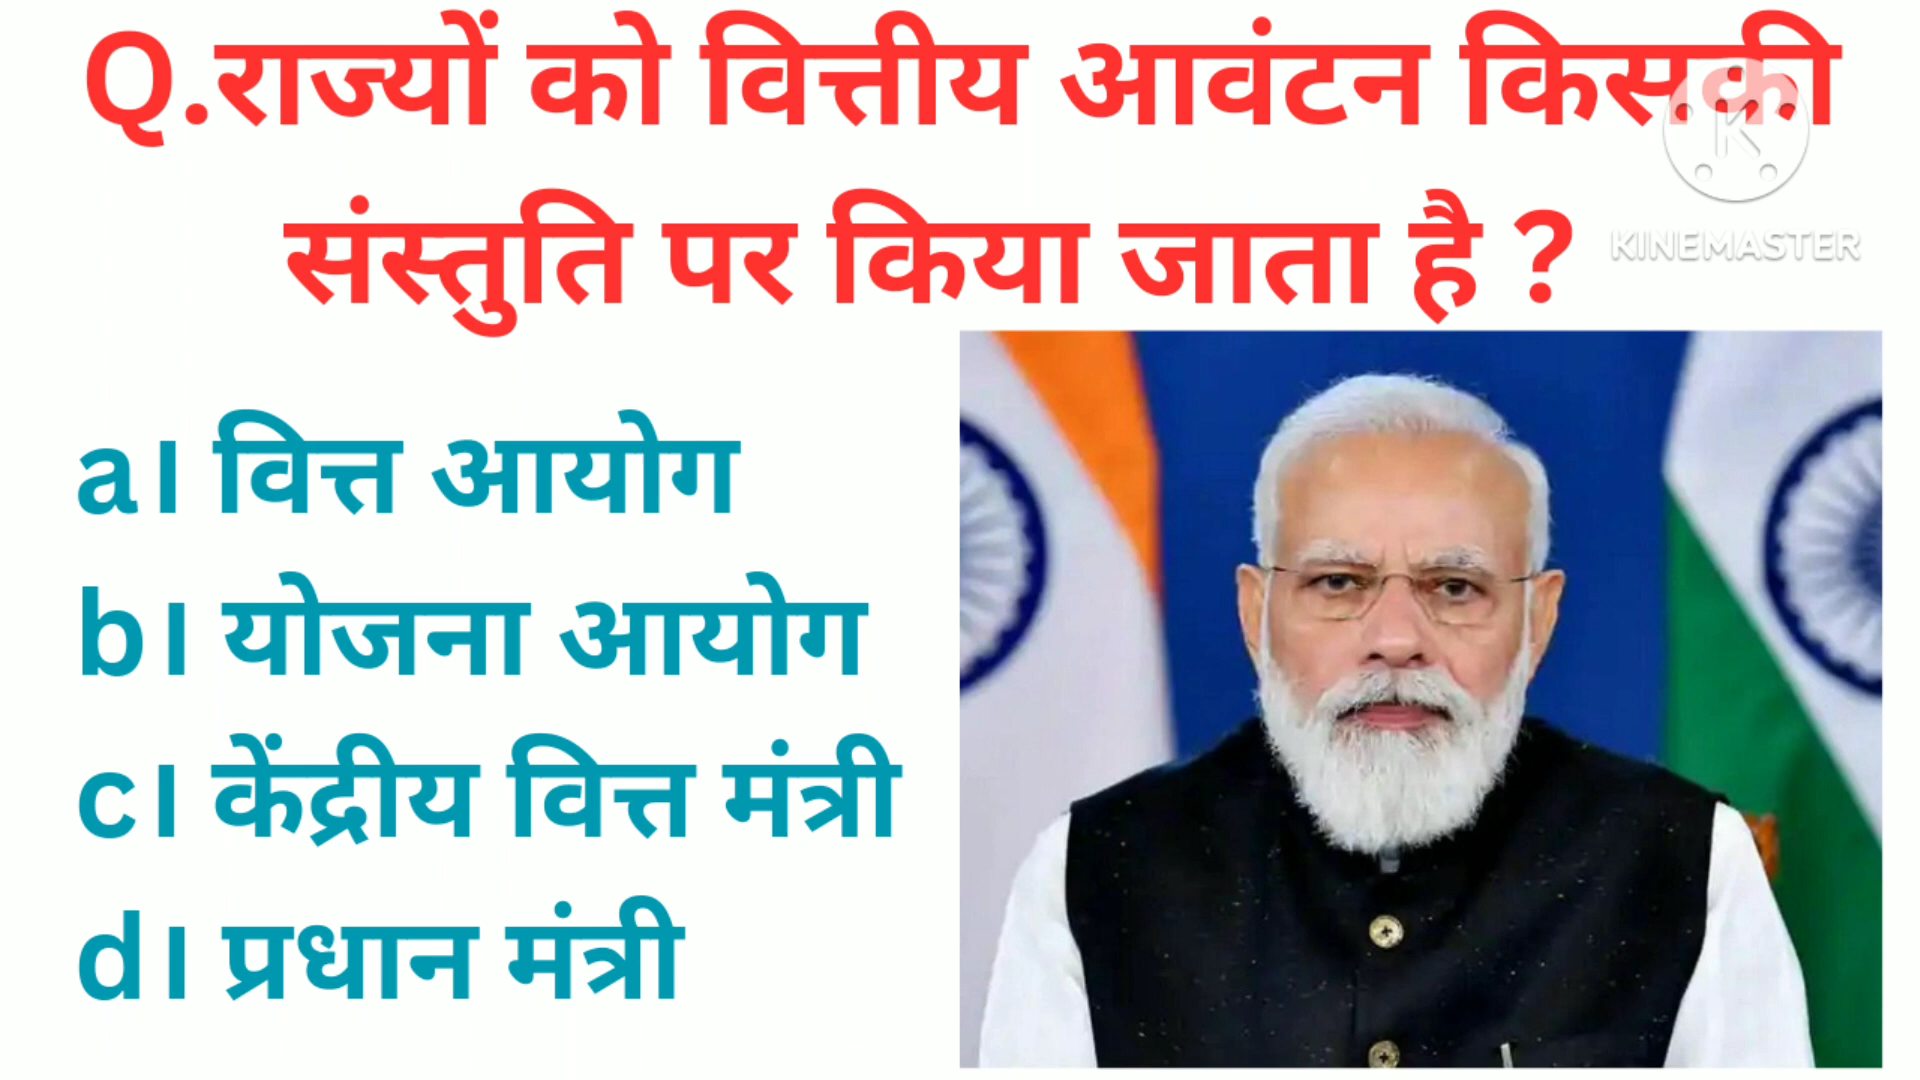 Q.राज्यों को वित्तीय आवंटन किसकी
संस्तुति पर किया जाता है ?
KINEMASTER
a। वित्त आयोग
b। योजना आयोग
c। केंद्रीय वित्त मंत्री
d। प्रधान मंत्री